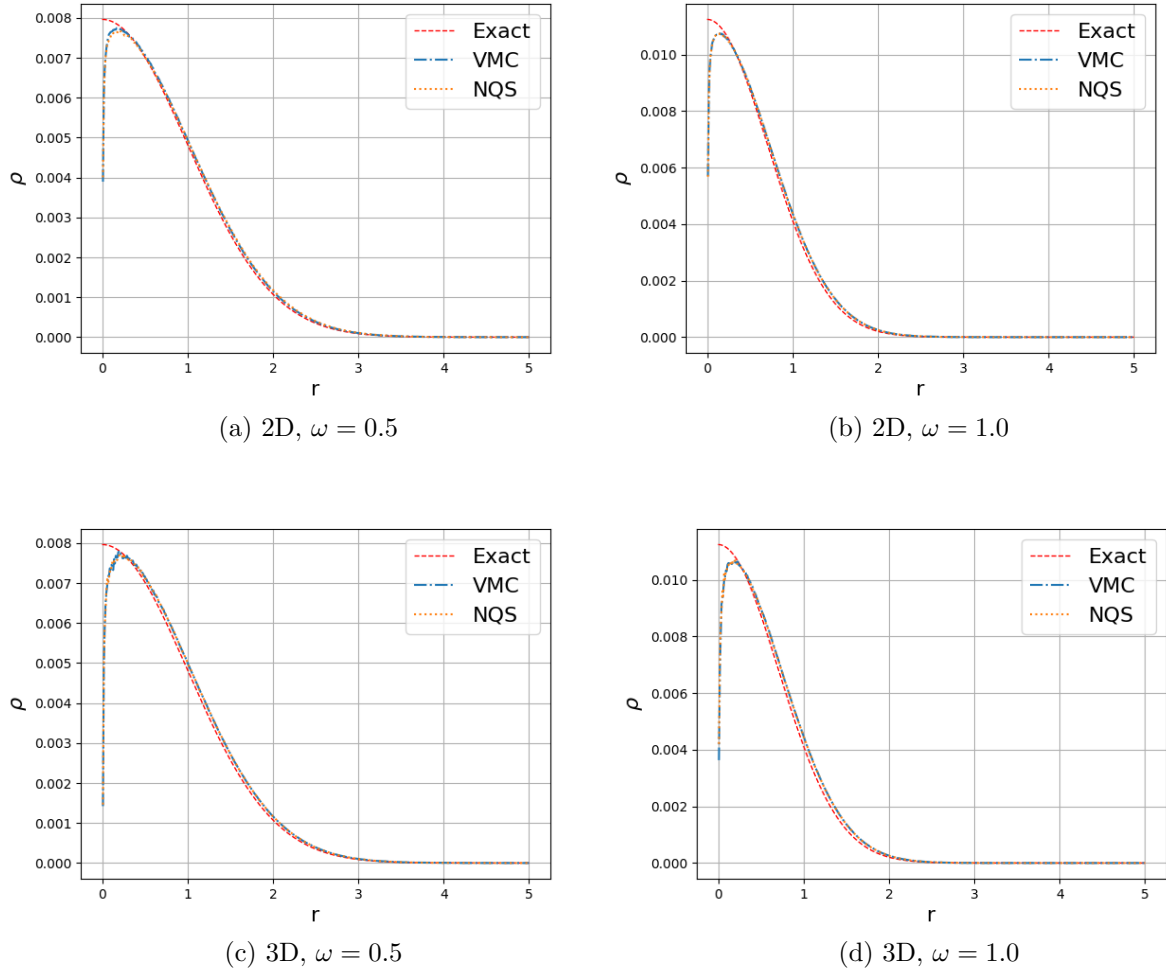 0.008
0.007
0.006
0.005
0.004
0.003
0.002
0.001
0.000
ρ
0 1 2 3 4 5
r
Exact
VMC
NQS
(a) 2D, ω = 0.5
0.010
0.008
0.006
0.004
0.002
0.000
ρ
0 1 2 3 4 5
r
Exact
VMC
NQS
(b) 2D, ω = 1.0
0.008
0.007
0.006
0.005
0.004
0.003
0.002
0.001
0.000
ρ
0 1 2 3 4 5
r
Exact
VMC
NQS
(c) 3D, ω = 0.5
0.010
0.008
0.006
0.004
0.002
0.000
ρ
0 1 2 3 4 5
r
Exact
VMC
NQS
(d) 3D, ω = 1.0